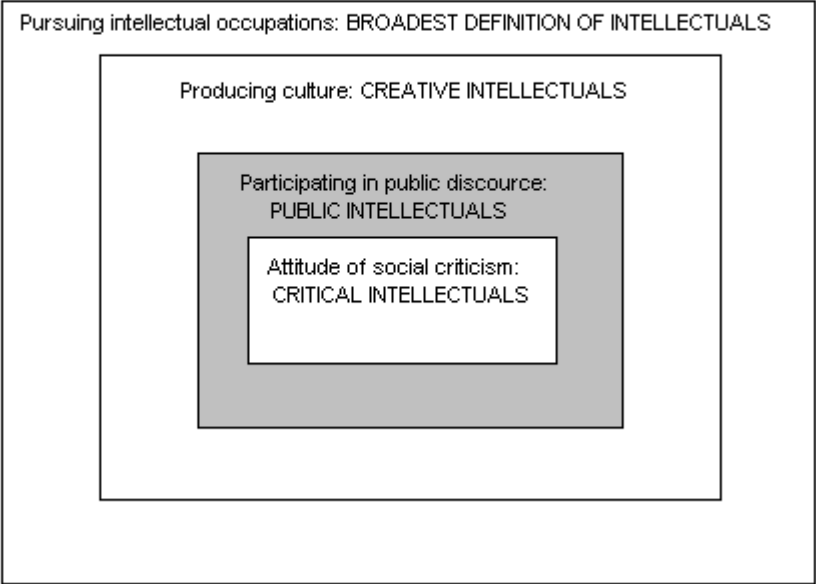 Pursuing intellectual occupations: BROADEST DEFINITION OF INTELLECTUALS
Producing culture: CREATIVE INTELLECTUALS
Participating in public discource:
PUBLIC INTELLECTUALS
Attitude of social criticism:
CRITICAL INTELLECTUALS